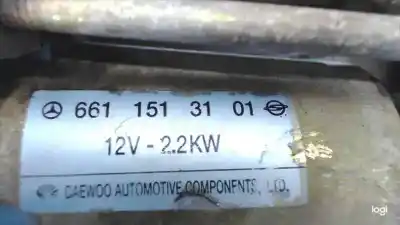 661 151 31 01
12V - 2.2KW
DAEWOO AUTOMOTIVE COMPONENTS., LTD.
logi